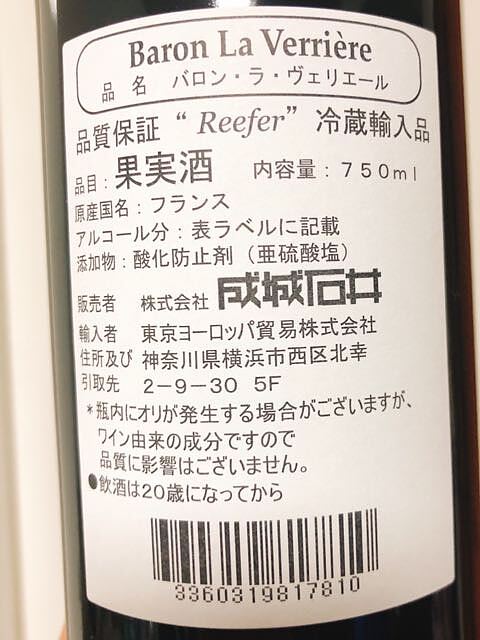 Baron La Verrière
品 名 バロン・ラ・ヴェリエール
品質保証 “ Reefer” 冷蔵輸入品
品目：果実酒 内容量：７５０ｍｌ
原産国名：フランス
アルコール分：表ラベルに記載
添加物：酸化防止剤（亜硫酸塩）
販売者 株式会社 成城石井
輸入者 東京ヨーロッパ貿易株式会社
住所及び 神奈川県横浜市西区北幸
引取先 ２−９−３０ ５Ｆ
＊瓶内にオリが発生する場合がございますが、
ワイン由来の成分ですので
品質に影響はございません。
●飲酒は２０歳になってから
3360319817810